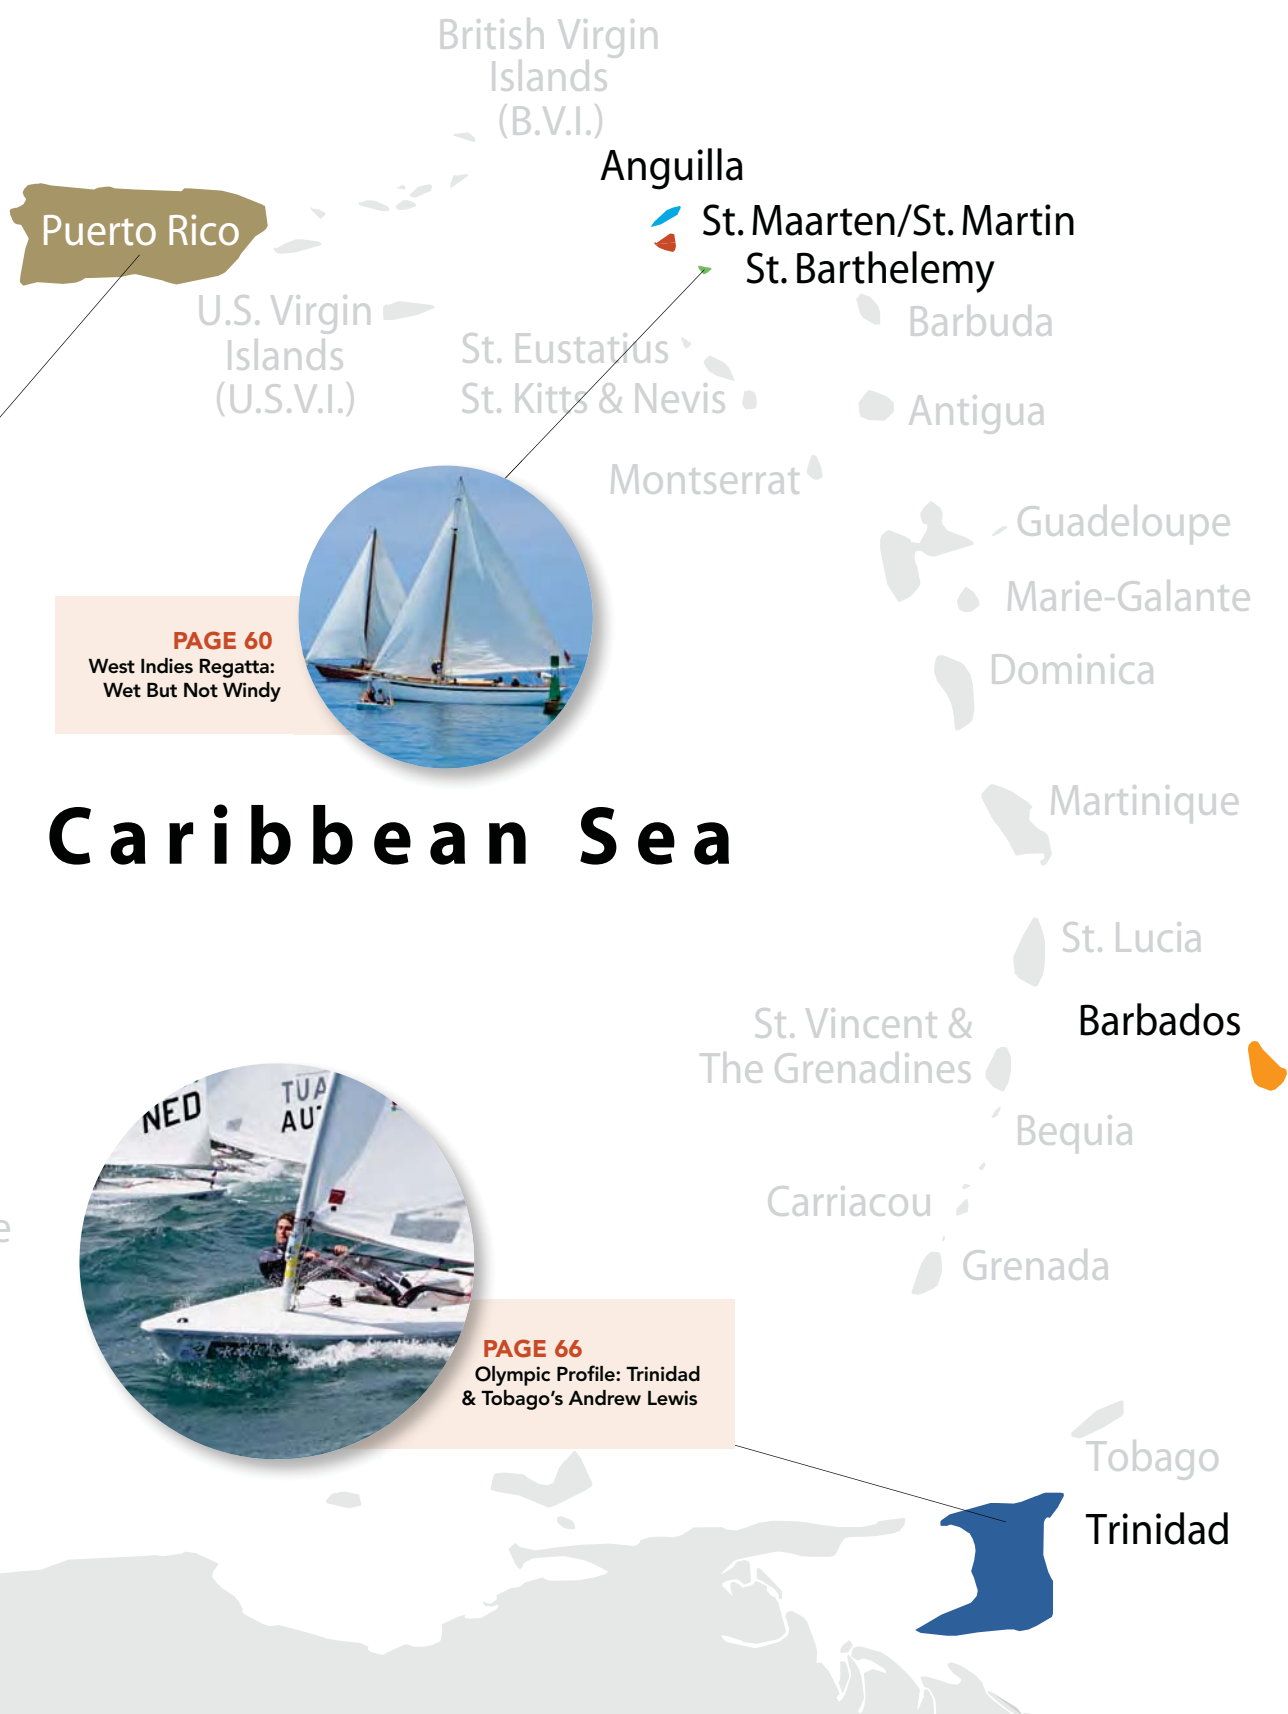 British Virgin
Islands
(B.V.I.)
Anguilla
Puerto Rico
St. Maarten/St. Martin
St. Barthelemy
U.S. Virgin
Islands
(U.S.V.I.)
Barbuda
St. Eustatius
St. Kitts & Nevis
Antigua
Montserrat
Guadeloupe
Marie-Galante
PAGE 60
West Indies Regatta:
Wet But Not Windy
Dominica
Martinique
Caribbean Sea
St. Lucia
St. Vincent &
The Grenadines
Barbados
NED
TUA
AUT
Bequia
Carriacou
e
Grenada
PAGE 66
Olympic Profile: Trinidad
& Tobago's Andrew Lewis
Tobago
Trinidad